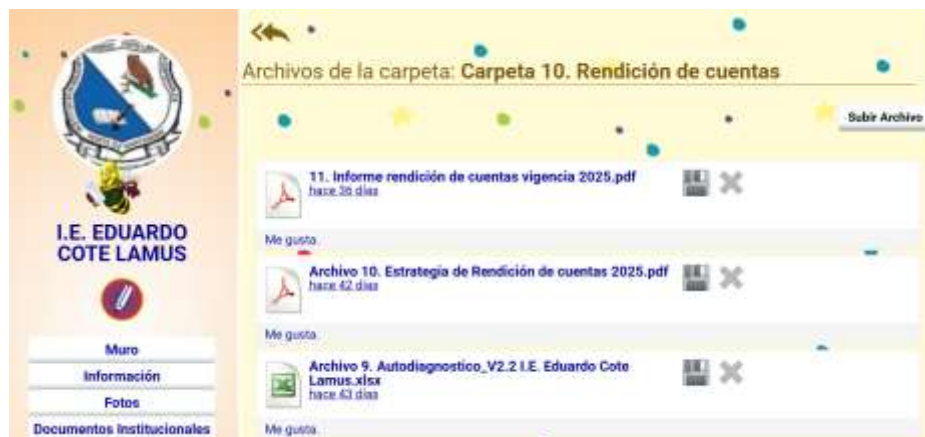 Archivos de la carpeta: Carpeta 10. Rendición de cuentas
Subir Archivo
11. Informe rendición de cuentas vigencia 2025.pdf
hace 36 días
Me gusta
Archivo 10. Estrategia de Rendición de cuentas 2025.pdf
hace 42 días
Me gusta
Archivo 9. Autodiagnostico_V2.2 I.E. Eduardo Cote
Lamus.xlsx
hace 43 días
Me gusta
I.E. EDUARDO
COTE LAMUS
Muro
Información
Fotos
Documentos Institucionales